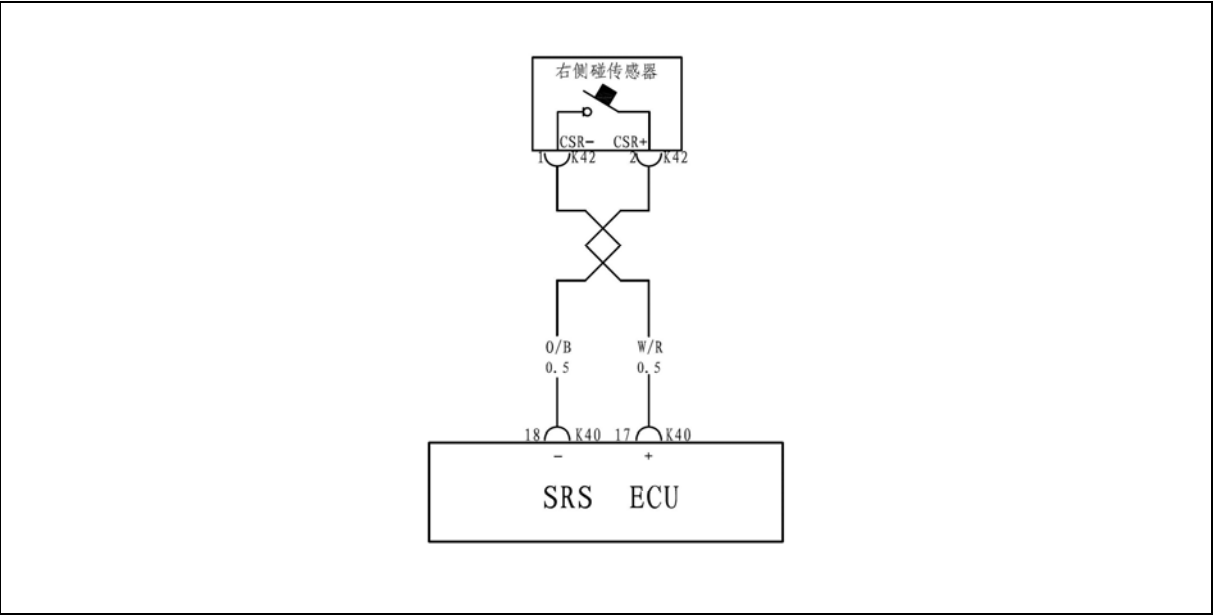 右侧碰传感器
CSR- CSR+
1 K42 2 K42
O/B W/R
0.5 0.5
18 K40 17 K40
- +
SRS ECU